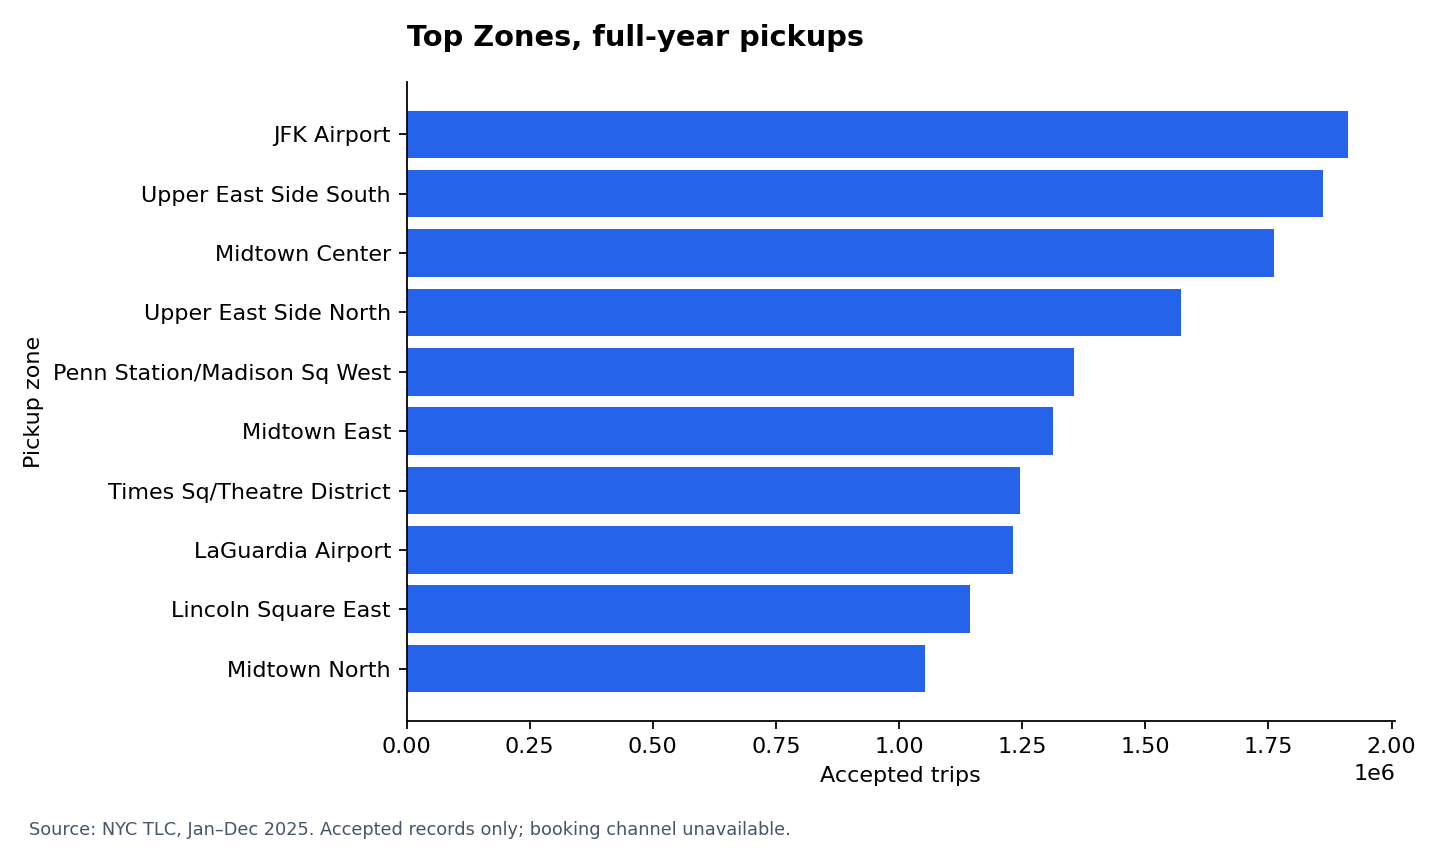 Top Zones, full-year pickups
Pickup zone
JFK Airport
Upper East Side South
Midtown Center
Upper East Side North
Penn Station/Madison Sq West
Midtown East
Times Sq/Theatre District
LaGuardia Airport
Lincoln Square East
Midtown North
0.00 0.25 0.50 0.75 1.00 1.25 1.50 1.75 2.00
1e6
Accepted trips
Source: NYC TLC, Jan–Dec 2025. Accepted records only; booking channel unavailable.